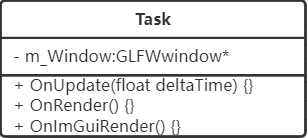 Task
- m_Window:GLFWwindow*
+ OnUpdate(float deltaTime) {}
+ OnRender() {}
+ OnImGuiRender() {}